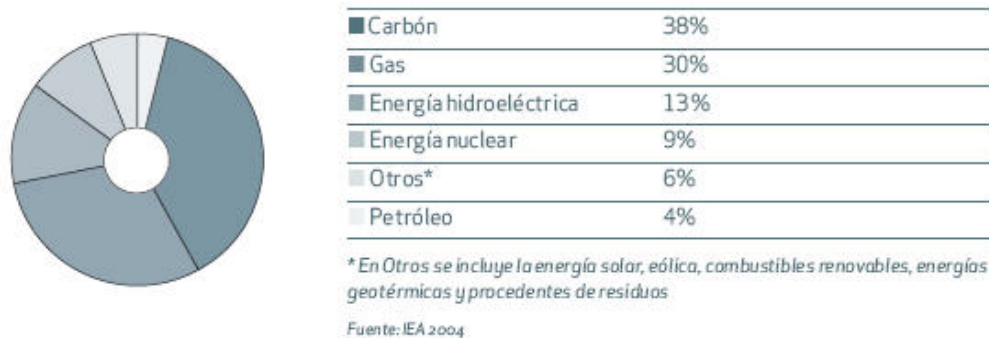 Carbón 38%
Gas 30%
Energía hidroeléctrica 13%
Energía nuclear 9%
Otros* 6%
Petróleo 4%
* En Otros se incluye la energía solar, eólica, combustibles renovables, energías
geotérmicas y procedentes de residuos
Fuente: IEA 2004